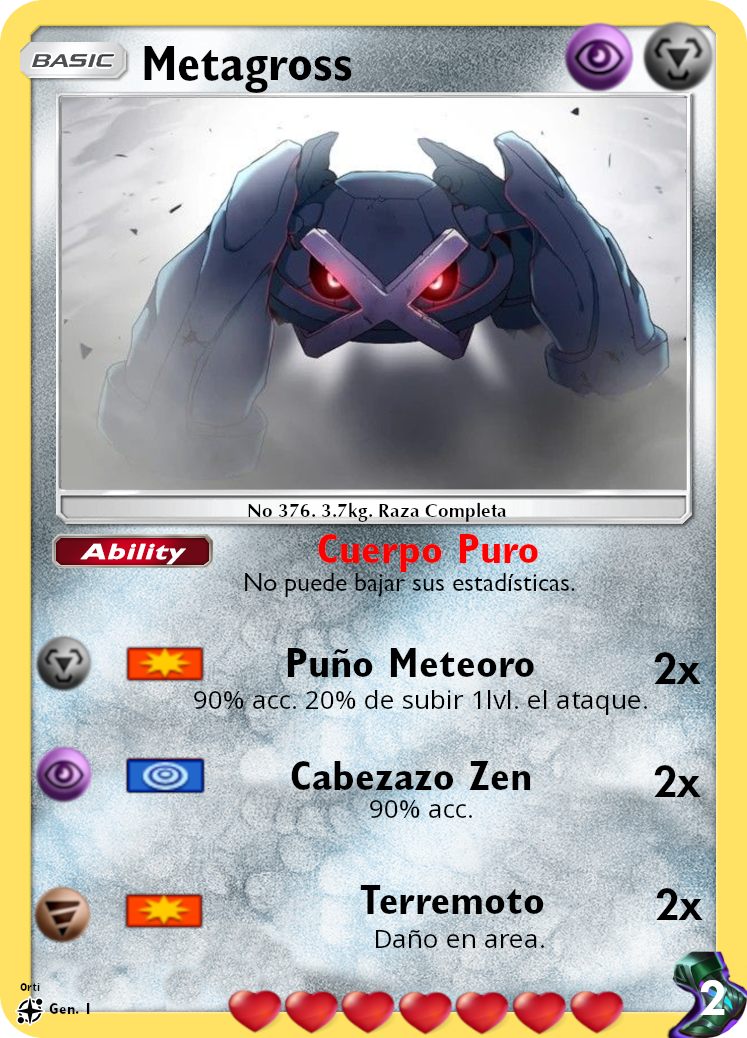 BASIC Metagross
No 376. 3.7kg. Raza Completa
Ability Cuerpo Puro
No puede bajar sus estadísticas.
Puño Meteoro 2x
90% acc. 20% de subir 1lvl. el ataque.
Cabezazo Zen 2x
90% acc.
Terremoto 2x
Daño en area.
Orti
Gen. I
2